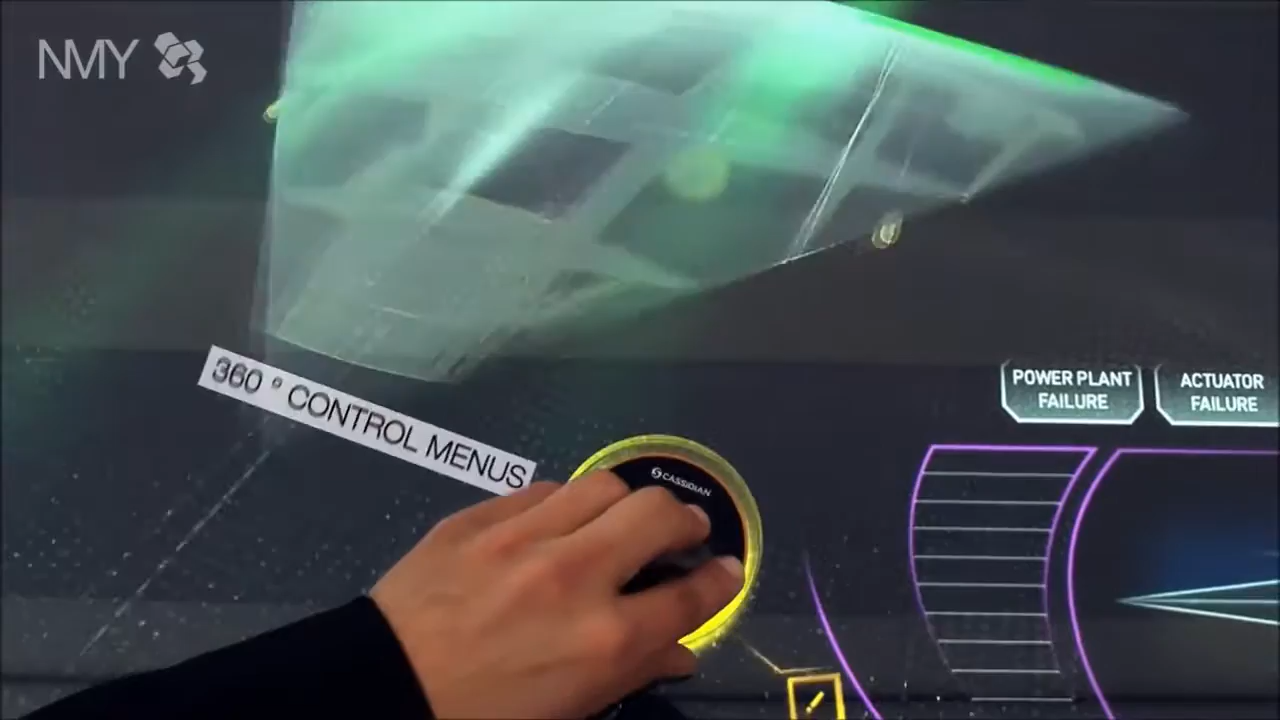 NMY
360 ° CONTROL MENUS
CASSIDIAN
POWER PLANT
FAILURE
ACTUATOR
FAILURE